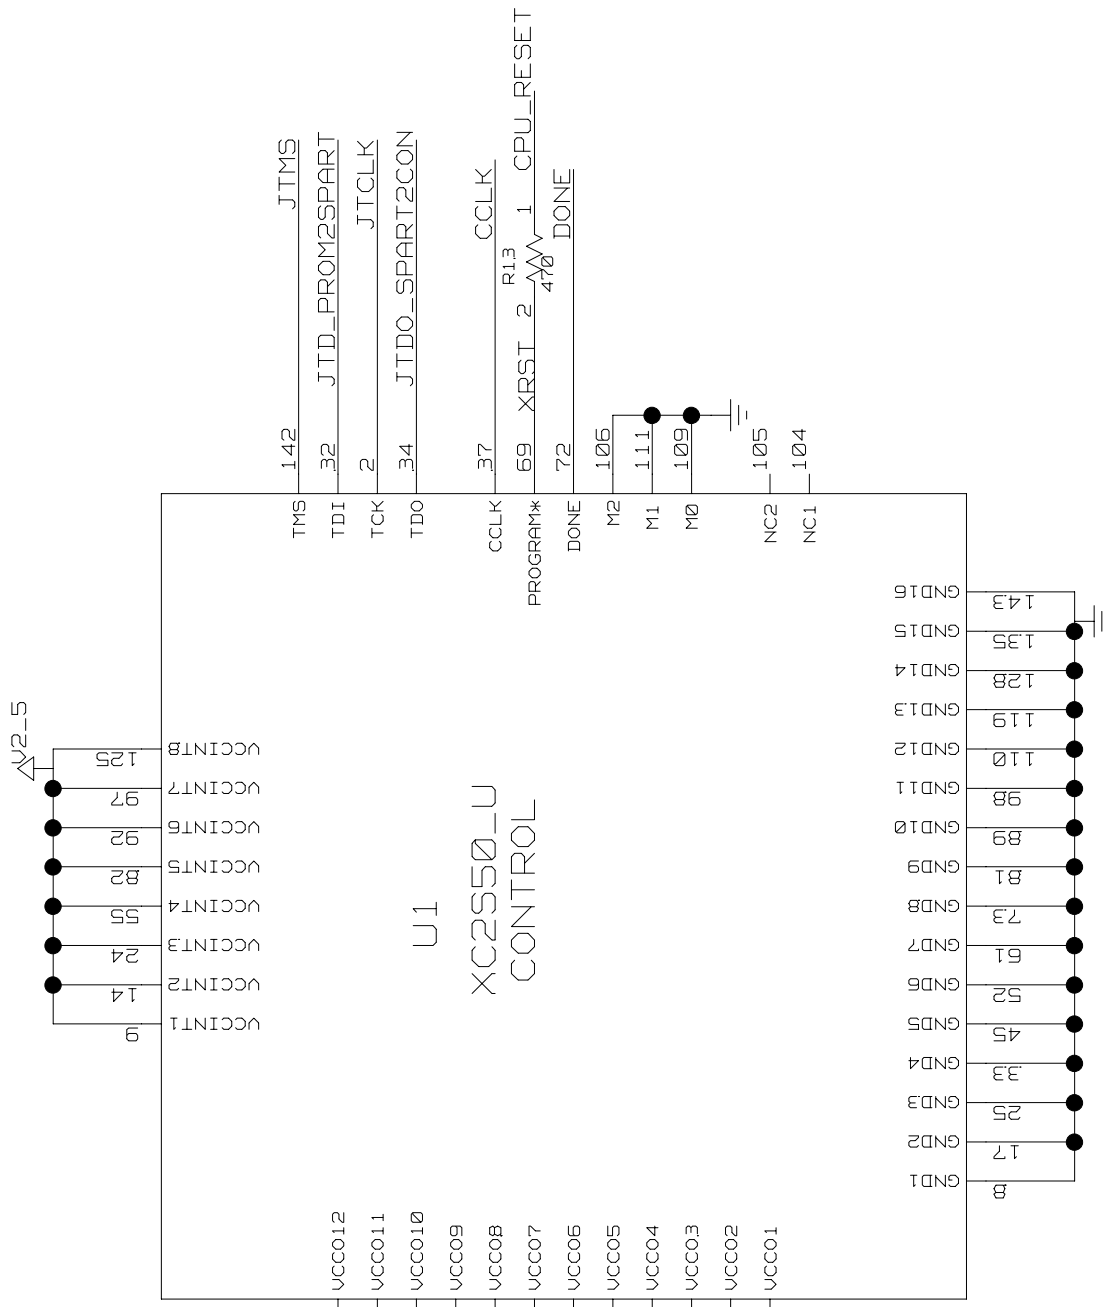 JTMS
JTD_PROM2SPART
JTCLK
JTDO_SPART2CON
CCLK
CPU_RESET
1
R13
470
2
XRST
DONE
142
32
2
34
37
69
72
106
111
109
105
104
TMS
TDI
TCK
TDO
CCLK
PROGRAM*
DONE
M2
M1
M0
NC2
NC1
V2_5
125 VCCINT8
97 VCCINT7
92 VCCINT6
82 VCCINT5
55 VCCINT4
24 VCCINT3
14 VCCINT2
9 VCCINT1
U1
XC2S50_U
CONTROL
GND16 143
GND15 135
GND14 128
GND13 119
GND12 110
GND11 98
GND10 89
GND9 81
GND8 73
GND7 61
GND6 52
GND5 45
GND4 33
GND3 25
GND2 17
GND1 8
VCCO12
VCCO11
VCCO10
VCCO9
VCCO8
VCCO7
VCCO6
VCCO5
VCCO4
VCCO3
VCCO2
VCCO1